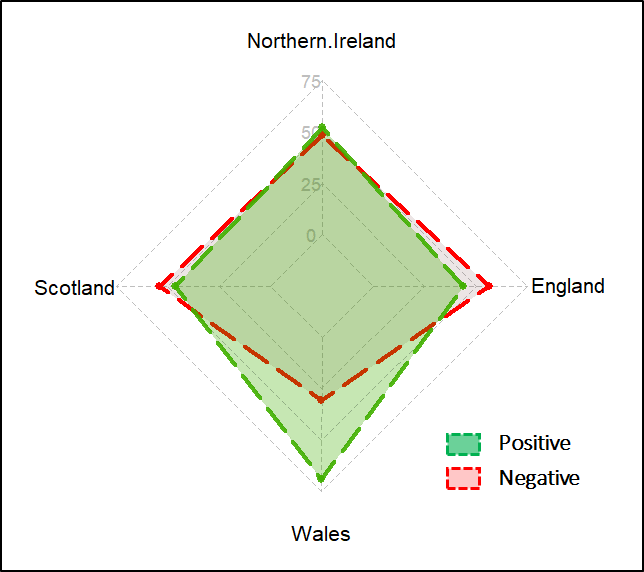 Northern.Ireland
75
50
25
0
Scotland
England
Positive
Negative
Wales